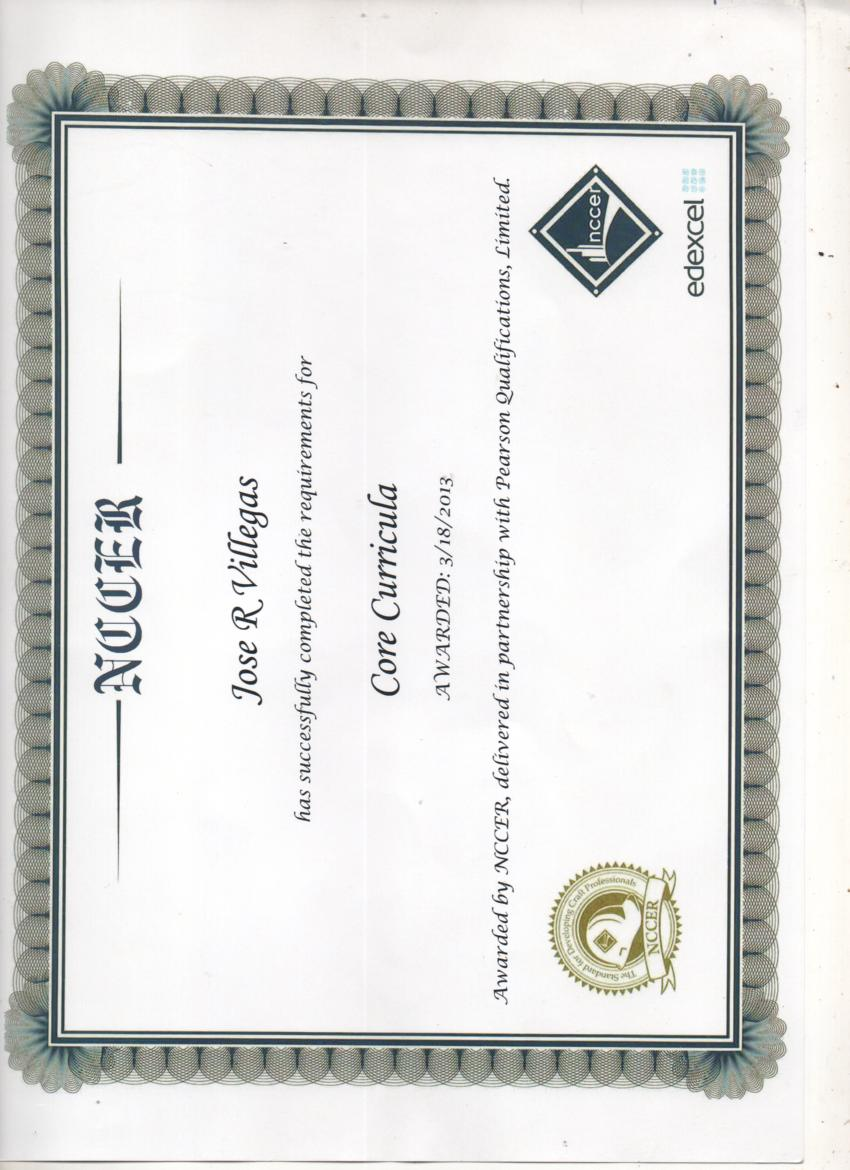 NCCER
Jose R Villegas
has successfully completed the requirements for
Core Curricula
AWARDED: 3/18/2013
Awarded by NCCER, delivered in partnership with Pearson Qualifications, Limited.
The Standard for Developing Craft Professionals
NCCER
nccer
edexcel